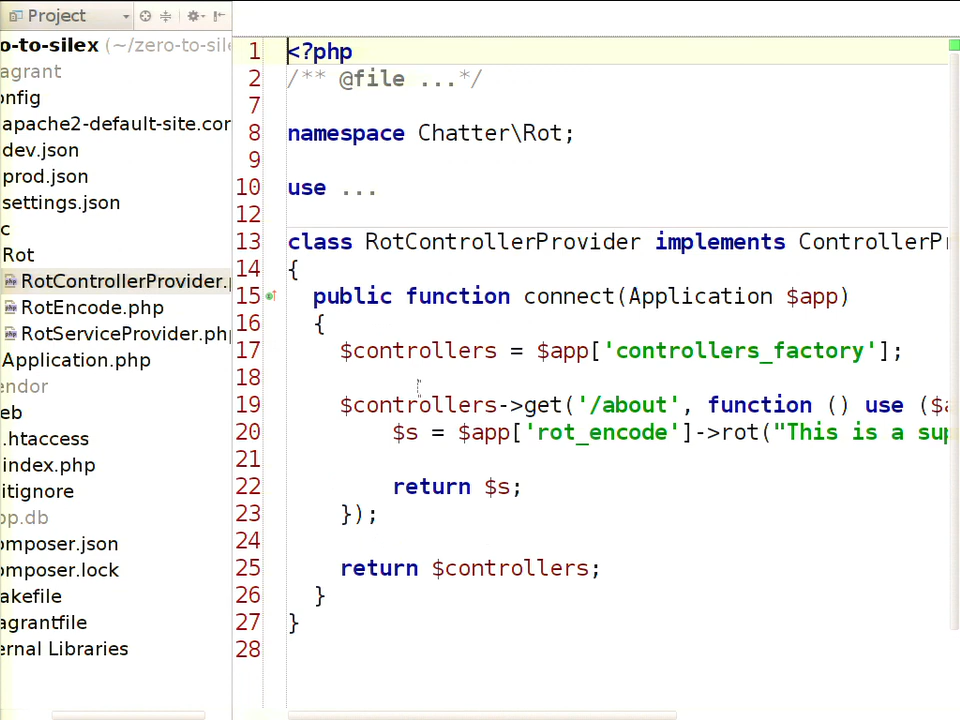 Project
o-to-silex (~/zero-to-sil
agrant
onfig
apache2-default-site.con
dev.json
prod.json
settings.json
c
Rot
RotControllerProvider.p
RotEncode.php
RotServiceProvider.php
Application.php
endor
eb
.htaccess
index.php
itignore
pp.db
omposer.json
omposer.lock
akefile
agrantfile
ernal Libraries
1 <?php
2 /** @file ...*/
7
8 namespace Chatter\Rot;
9
10 use ...
12
13 class RotControllerProvider implements ControllerPr
14 {
15 public function connect(Application $app)
16 {
17 $controllers = $app['controllers_factory'];
18
19 $controllers->get('/about', function () use ($a
20 $s = $app['rot_encode']->rot("This is a sup
21
22 return $s;
23 });
24
25 return $controllers;
26 }
27 }
28